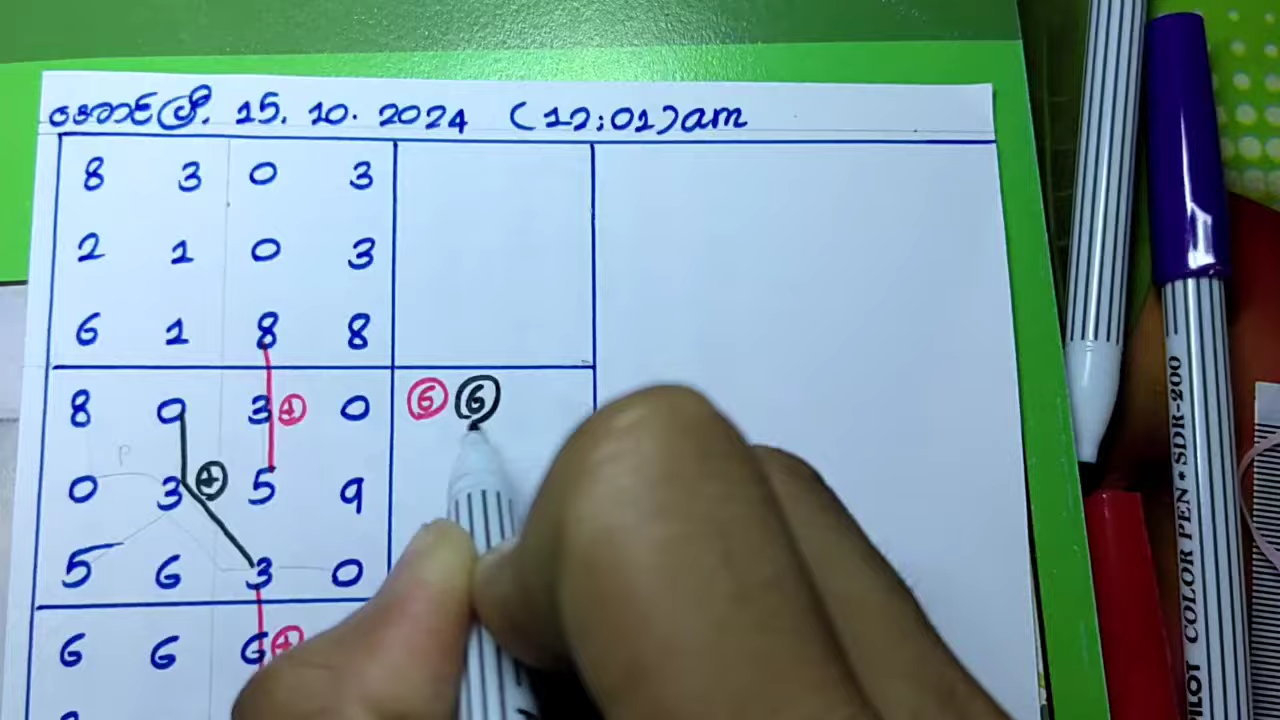 အောင်ဗြီ. 15. 10. 2024 (12:01)am
8 3 0 3
2 1 0 3
6 1 8 8
8 9 3 + 0 6 6
P
0 3 + 5 9
5 6 3 0
6 6 6 +
PILOT COLOR PEN * SDR-200